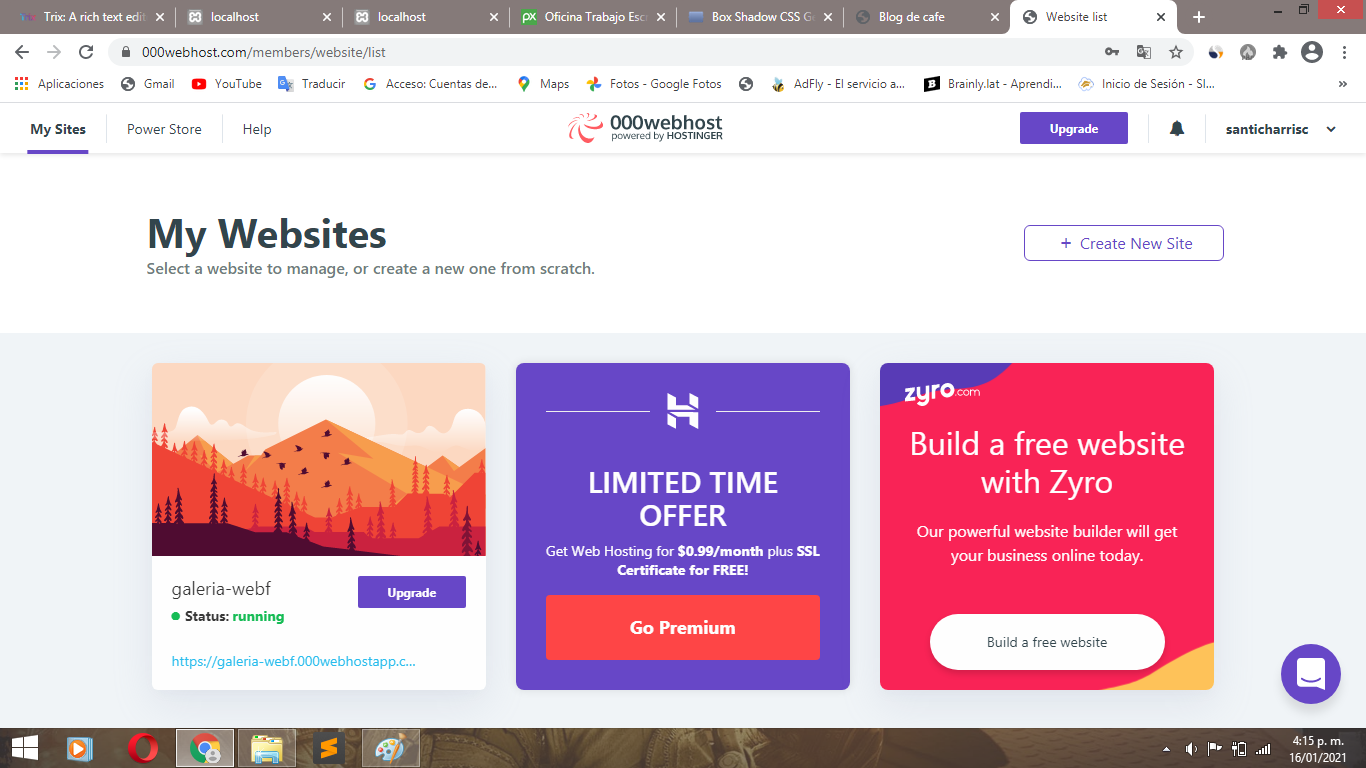 Trix: A rich text edit
localhost
localhost
px
Oficina Trabajo Esc
Box Shadow CSS Ge
Blog de cafe
Website list
000webhost.com/members/website/list
Aplicaciones
Gmail
YouTube
Traducir
Acceso: Cuentas de...
Maps
Fotos - Google Fotos
AdFly - El servicio a...
Brainly.lat - Aprendi...
Inicio de Sesión - SI...
»
My Sites
Power Store
Help
000webhost
powered by HOSTINGER
Upgrade
santicharrisc
My Websites
Select a website to manage, or create a new one from scratch.
+ Create New Site
galeria-webf
Upgrade
Status: running
https://galeria-webf.000webhostapp.c...
LIMITED TIME
OFFER
Get Web Hosting for $0.99/month plus SSL
Certificate for FREE!
Go Premium
zyro.com
Build a free website
with Zyro
Our powerful website builder will get
your business online today.
Build a free website
4:15 p. m.
16/01/2021